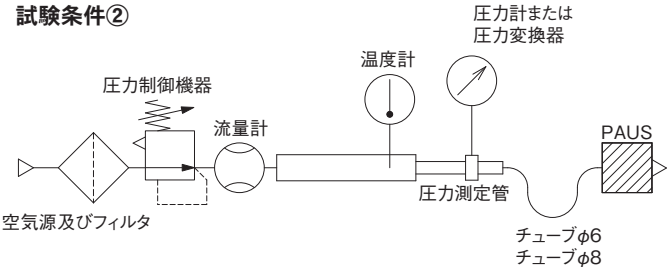 試験条件②
圧力計または
圧力変換器
温度計
圧力制御機器
流量計
PAUS
圧力測定管
空気源及びフィルタ
チューブφ6
チューブφ8